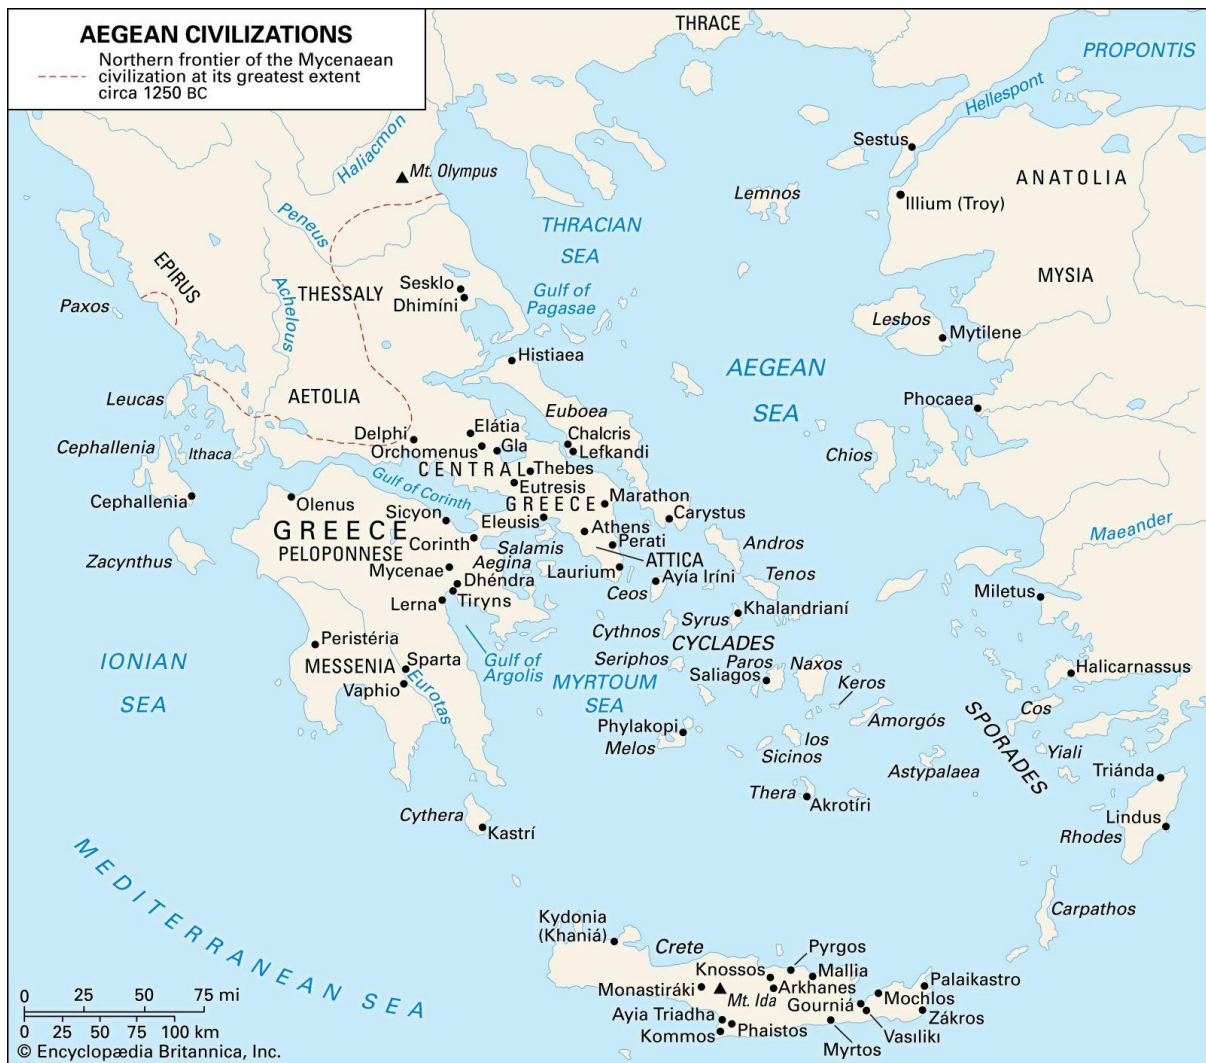 AEGEAN CIVILIZATIONS
Northern frontier of the Mycenaean
civilization at its greatest extent
circa 1250 BC
THRACE
PROPONTIS
Hellespont
Sestus
Haliacmon
Mt. Olympus
ANATOLIA
Lemnos
Illium (Troy)
Peneus
THRACIAN
SEA
EPIRUS
MYSIA
Achelous
THESSALY
Sesklo
Dhimíni
Gulf of
Pagasae
Paxos
Lesbos
Mytilene
Histiaea
AEGEAN
SEA
Leucas
AETOLIA
Phocaea
Euboea
Delphi
Elátia
Chalcris
Cephallenia
Ithaca
Orchomenus
Gla
Lefkandi
Chios
CENTRAL
Thebes
Gulf of Corinth
Eutresis
Cephallenia
Olenus
GREECE
Marathon
Sicyon
Carystus
GREECE
Eleusis
Athens
Maeander
Corinth
Salamis
Perati
Andros
PELOPONNESE
Zacynthus
Aegina
ATTICA
Mycenae
Laurium
Ayía Iríni
Tenos
Dhéndra
Ceos
Miletus
Lerna
Tiryns
Syrus
Khalandrianí
Cythnos
Peristéria
CYCLADES
IONIAN
SEA
MESSENIA
Sparta
Gulf of
Argolis
Seriphos
Paros
Naxos
Halicarnassus
Saliagos
Vaphio
Eurotas
MYRTOUM
SEA
Keros
Cos
Amorgós
SPORADES
Phylakopi
Melos
Ios
Sicinos
Yiali
Astypalaea
Triánda
Thera
Akrotíri
Cythera
Kastrí
Lindus
Rhodes
MEDITERRANEAN SEA
Carpathos
Kydonia
(Khaniá)
Crete
Pyrgos
Knossos
Mallia
Palaikastro
Monastiráki
Mt. Ida
Arkhanes
Gourniá
Mochlos
Ayia Triadha
Zákros
Phaistos
Vasiliki
Kommos
Myrtos
0 25 50 75 mi
0 25 50 75 100 km
© Encyclopædia Britannica, Inc.